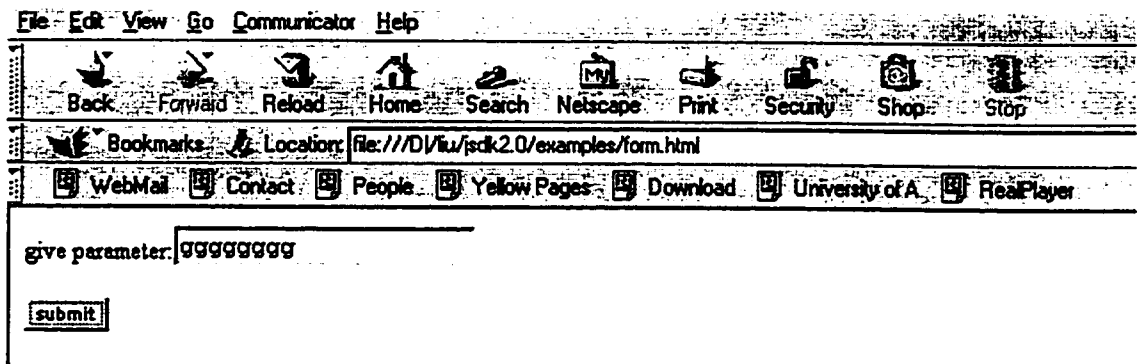 File Edit View Go Communicator Help
Back Forward Reload Home Search Netscape Print Security Shop Stop
My
Bookmarks Location: file:///D|/liu/jsdk2.0/examples/form.html
WebMail Contact People Yellow Pages Download University of A RealPlayer
give parameter: gggggggg
submit